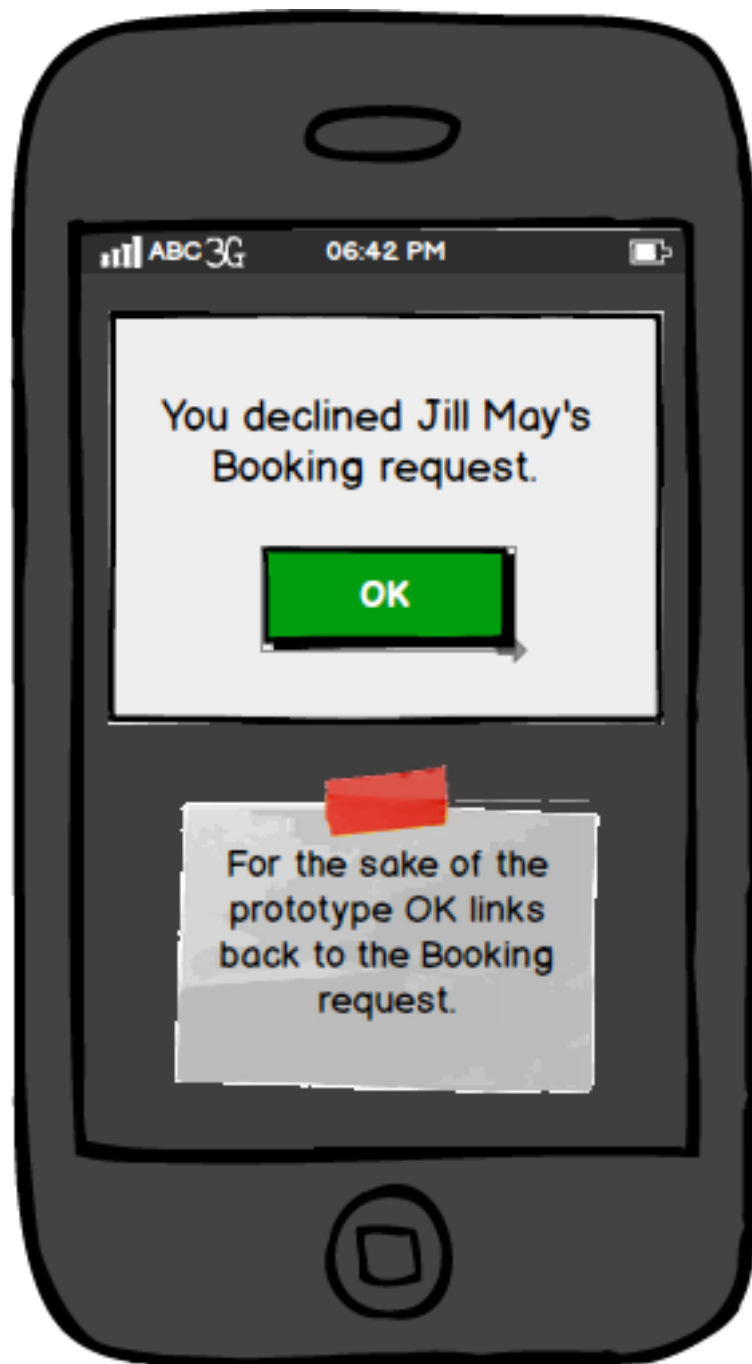 ABC 3G 06:42 PM
You declined Jill May's
Booking request.
OK
For the sake of the
prototype OK links
back to the Booking
request.